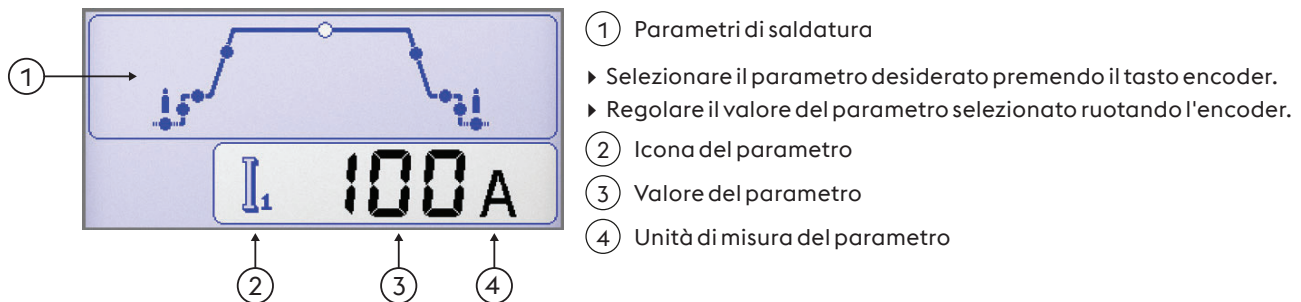 1 Parametri di saldatura
▸ Selezionare il parametro desiderato premendo il tasto encoder.
▸ Regolare il valore del parametro selezionato ruotando l'encoder.
2 Icona del parametro
3 Valore del parametro
4 Unità di misura del parametro
1
I1 100 A
2 3 4